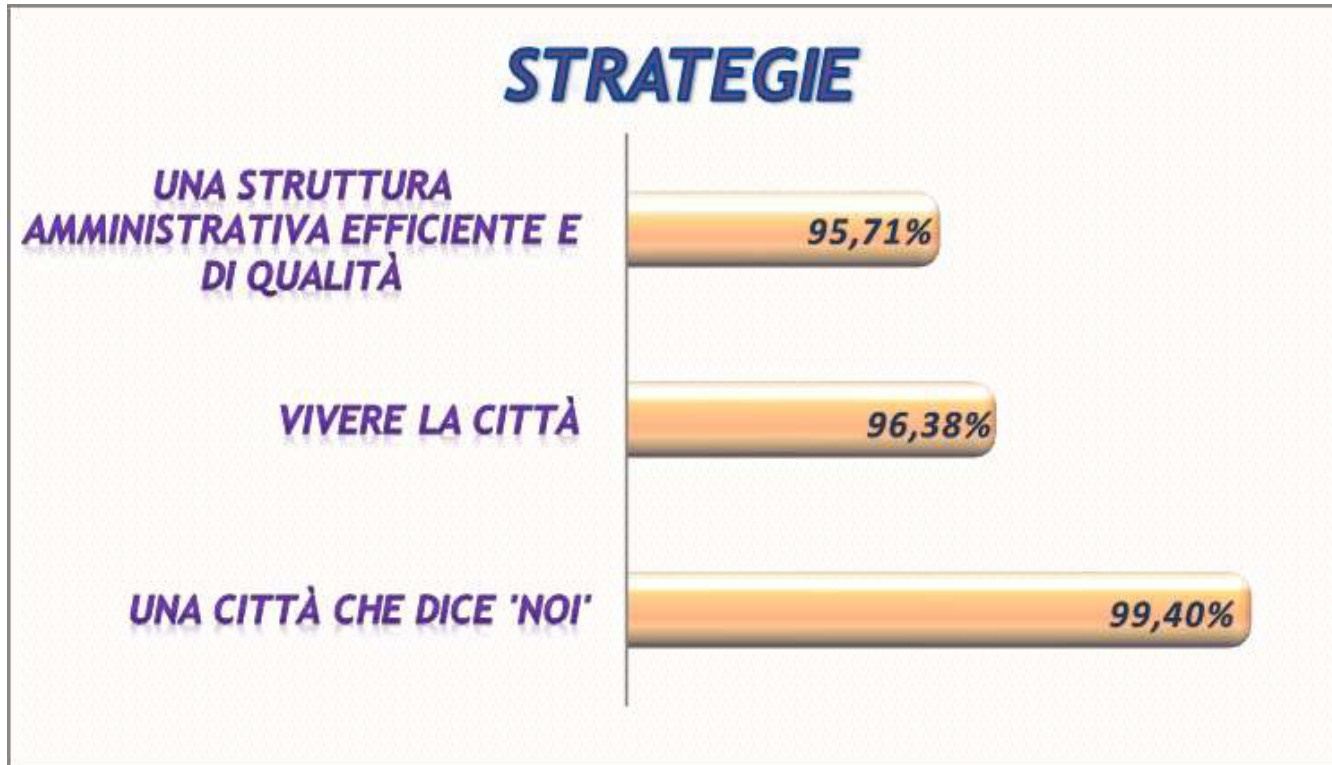 STRATEGIE
UNA STRUTTURA
AMMINISTRATIVA EFFICIENTE E
DI QUALITÀ
95,71%
VIVERE LA CITTÀ
96,38%
UNA CITTÀ CHE DICE 'NOI'
99,40%